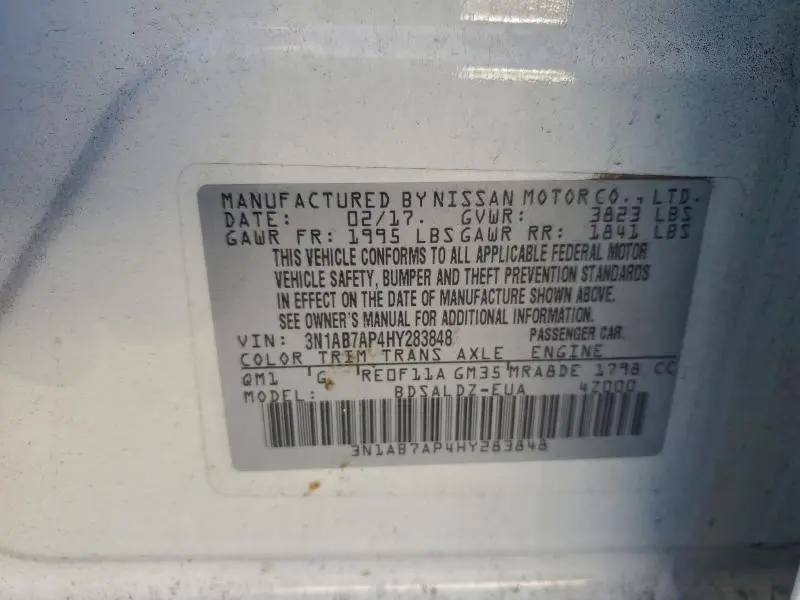 MANUFACTURED BY NISSAN MOTOR CO., LTD.
DATE: 02/17. GVWR: 3823 LBS
GAWR FR: 1995 LBS GAWR RR: 1841 LBS
THIS VEHICLE CONFORMS TO ALL APPLICABLE FEDERAL MOTOR
VEHICLE SAFETY, BUMPER AND THEFT PREVENTION STANDARDS
IN EFFECT ON THE DATE OF MANUFACTURE SHOWN ABOVE.
SEE OWNER'S MANUAL FOR ADDITIONAL INFORMATION.
VIN: 3N1AB7AP4HY283848 PASSENGER CAR.
COLOR TRIM TRANS AXLE ENGINE
QM1 G RE0F11A GM35 MRA8DE 1798 CC
MODEL: BDSALDZ-EUA 4Z000
3N1AB7AP4HY283848